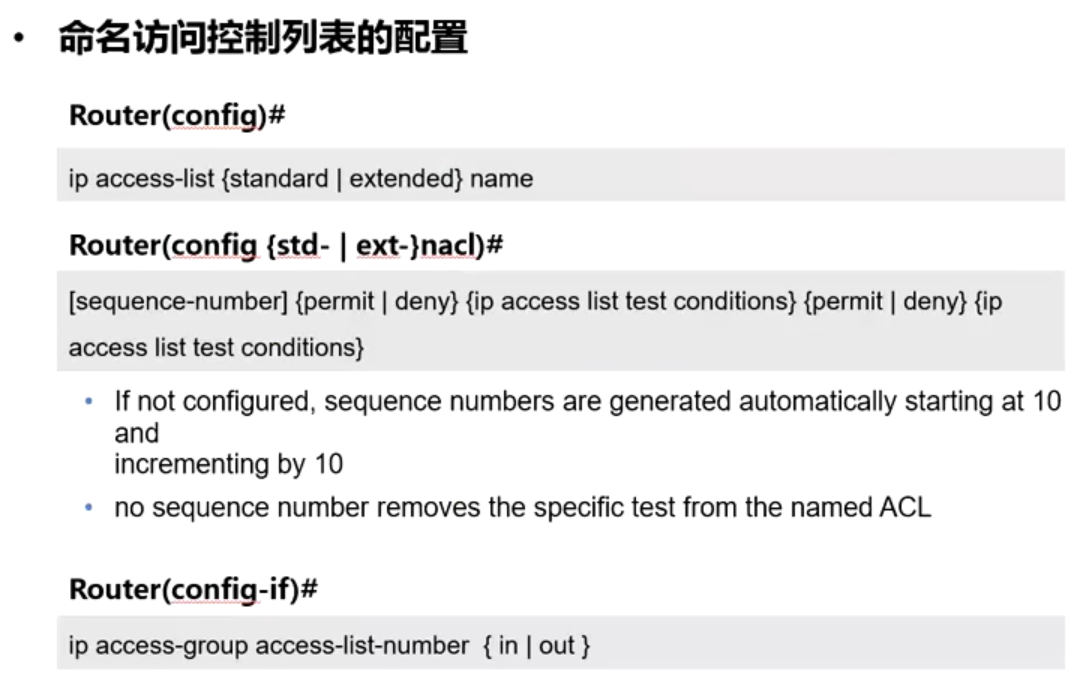 • 命名访问控制列表的配置
Router(config)#
ip access-list {standard | extended} name
Router(config {std- | ext-}nacl)#
[sequence-number] {permit | deny} {ip access list test conditions} {permit | deny} {ip
access list test conditions}
• If not configured, sequence numbers are generated automatically starting at 10
and
incrementing by 10
• no sequence number removes the specific test from the named ACL
Router(config-if)#
ip access-group access-list-number { in | out }